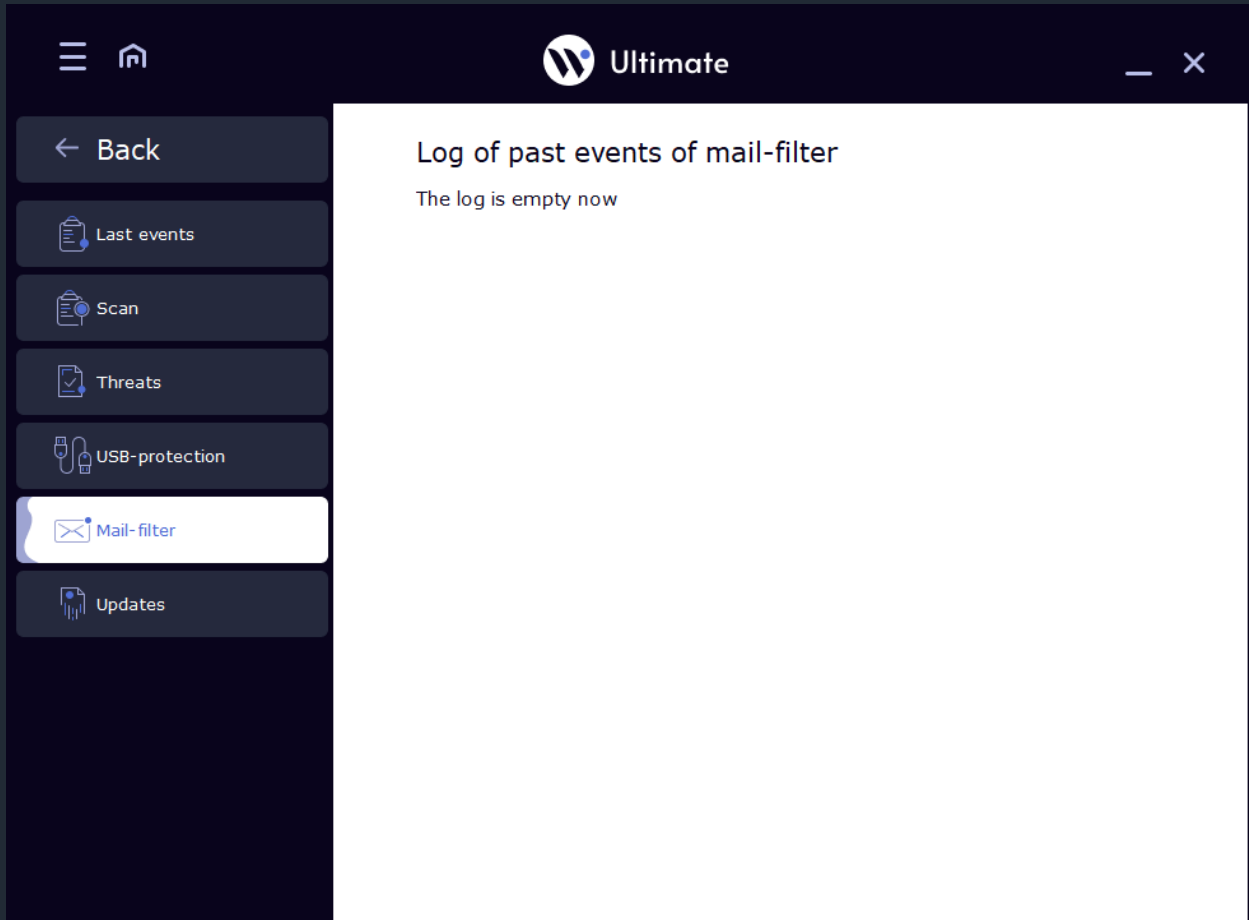 Ultimate
Back
Last events
Scan
Threats
USB-protection
Mail-filter
Updates
Log of past events of mail-filter
The log is empty now